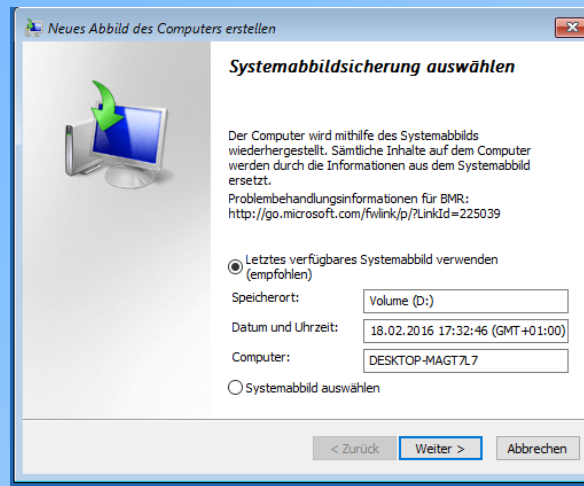 Neues Abbild des Computers erstellen
Systemabbildsicherung auswählen
Der Computer wird mithilfe des Systemabbilds
wiederhergestellt. Sämtliche Inhalte auf dem Computer
werden durch die Informationen aus dem Systemabbild
ersetzt.
Problembehandlungsinformationen für BMR:
http://go.microsoft.com/fwlink/p/?LinkId=225039
Letztes verfügbares Systemabbild verwenden
(empfohlen)
Speicherort: Volume (D:)
Datum und Uhrzeit: 18.02.2016 17:32:46 (GMT+01:00)
Computer: DESKTOP-MAGT7L7
Systemabbild auswählen
< Zurück Weiter > Abbrechen